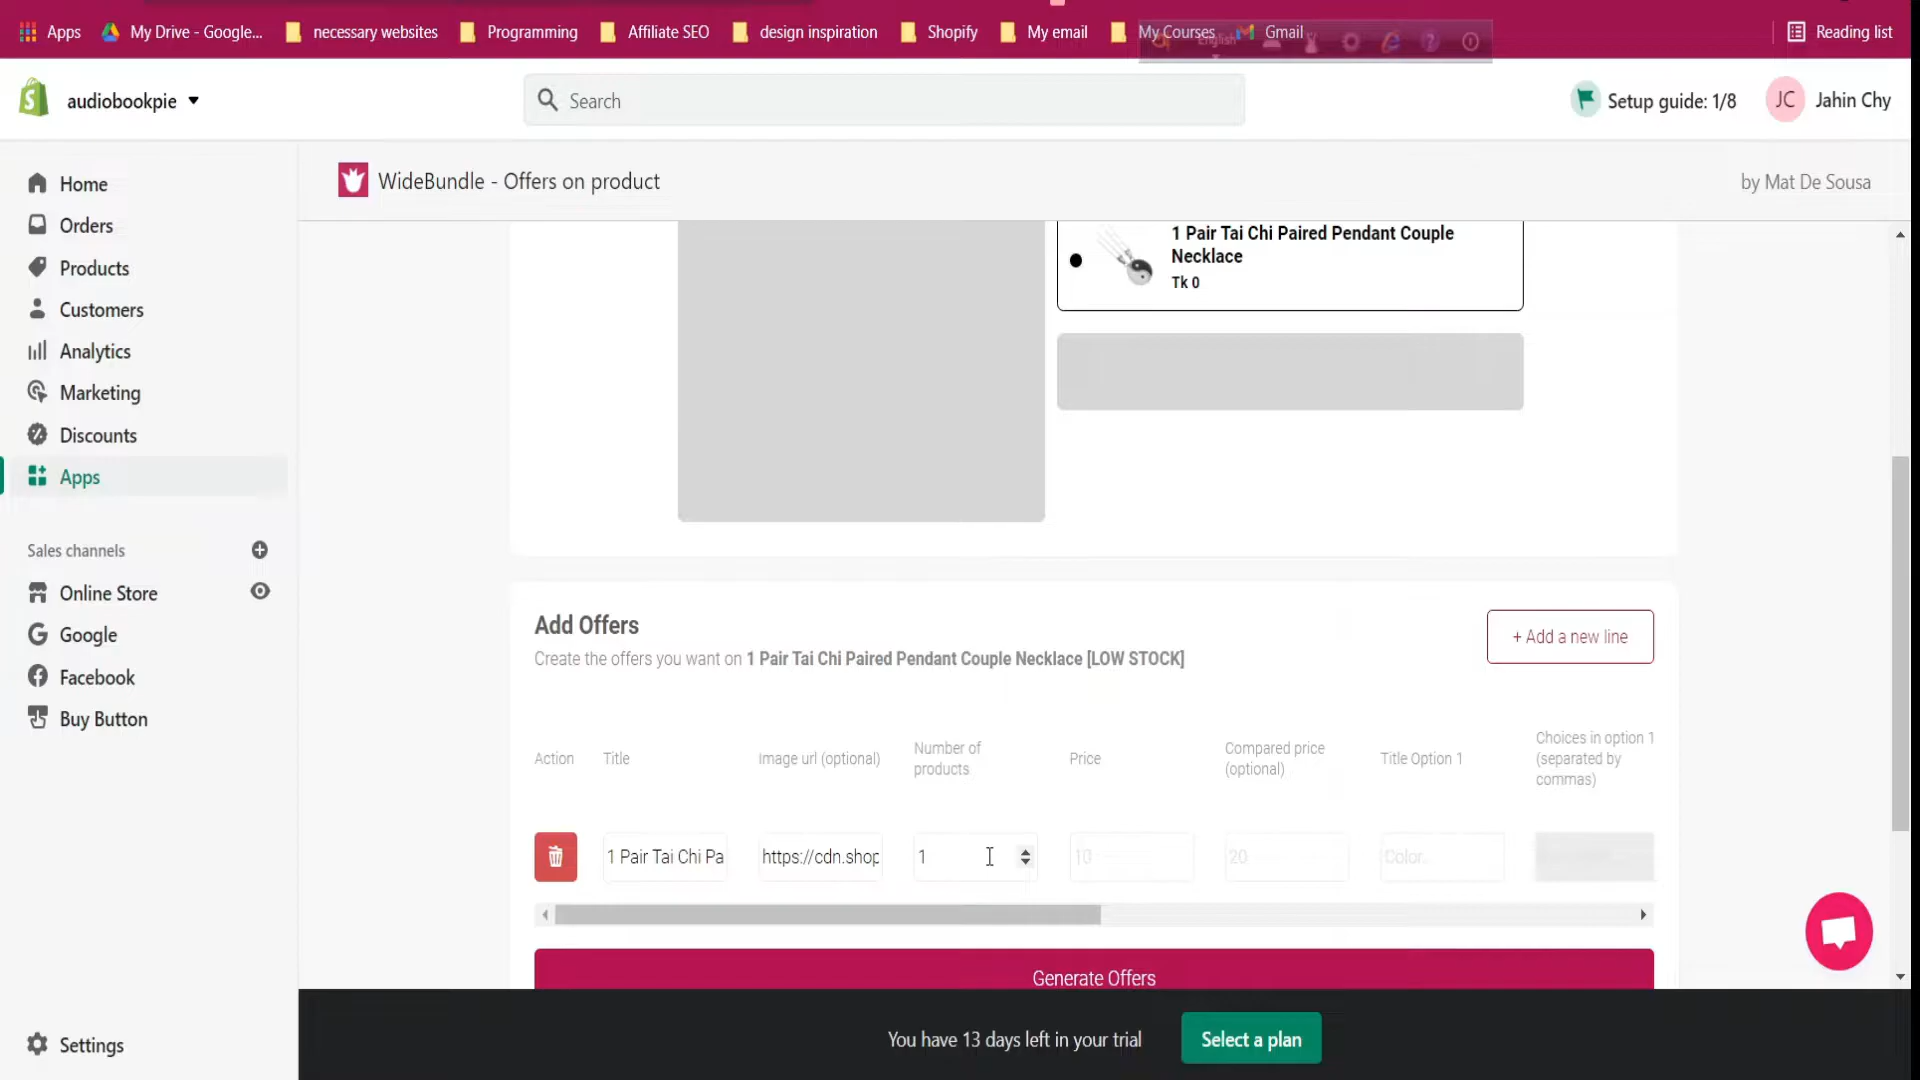 Apps My Drive - Google... necessary websites Programming Affiliate SEO design inspiration Shopify My email My Courses Gmail Reading list
English
audiobookpie Search Setup guide: 1/8 JC Jahin Chy
WideBundle - Offers on product by Mat De Sousa
Home
Orders
Products
Customers
Analytics
Marketing
Discounts
Apps
Sales channels
Online Store
Google
Facebook
Buy Button
Settings
1 Pair Tai Chi Paired Pendant Couple
Necklace
Tk 0
Add Offers
+ Add a new line
Create the offers you want on 1 Pair Tai Chi Paired Pendant Couple Necklace [LOW STOCK]
Action Title Image url (optional) Number of
products Price Compared price
(optional) Title Option 1 Choices in option 1
(separated by
commas)
1 Pair Tai Chi Pa https://cdn.shop 1 10 20 Color..
Generate Offers
You have 13 days left in your trial Select a plan